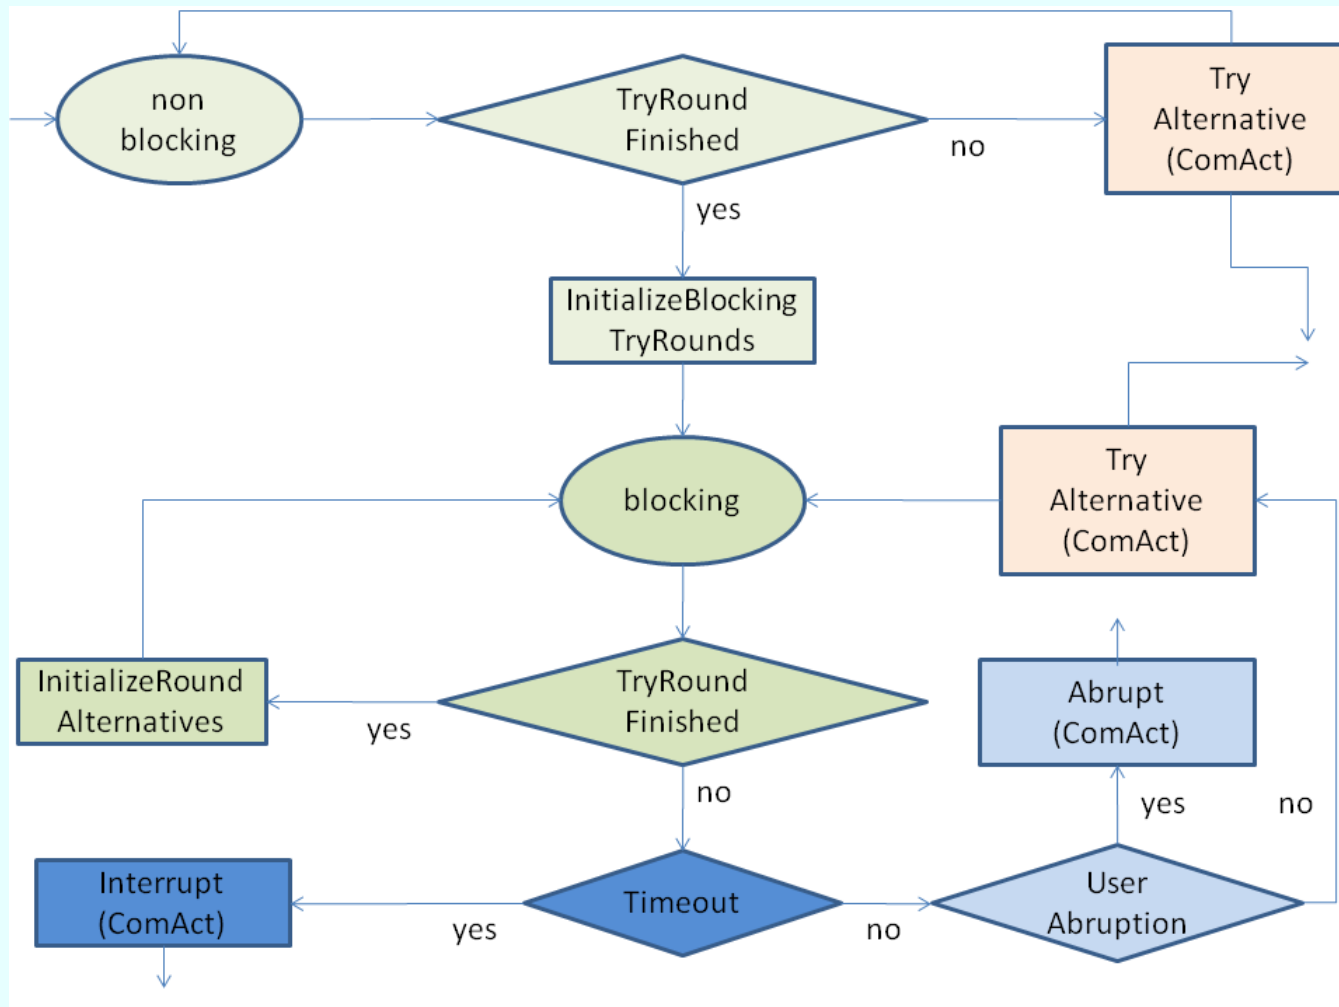 non
blocking
TryRound
Finished
no
Try
Alternative
(ComAct)
yes
InitializeBlocking
TryRounds
blocking
Try
Alternative
(ComAct)
InitializeRound
Alternatives
yes
TryRound
Finished
no
Abrupt
(ComAct)
yes
no
Interrupt
(ComAct)
yes
Timeout
no
User
Abruption